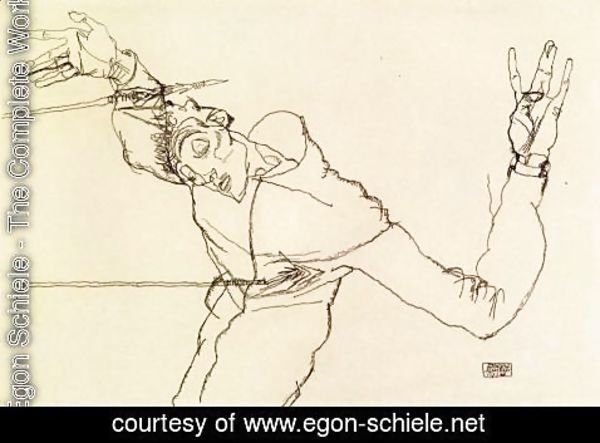 Egon Schiele - The Complete Works
courtesy of www.egon-schiele.net